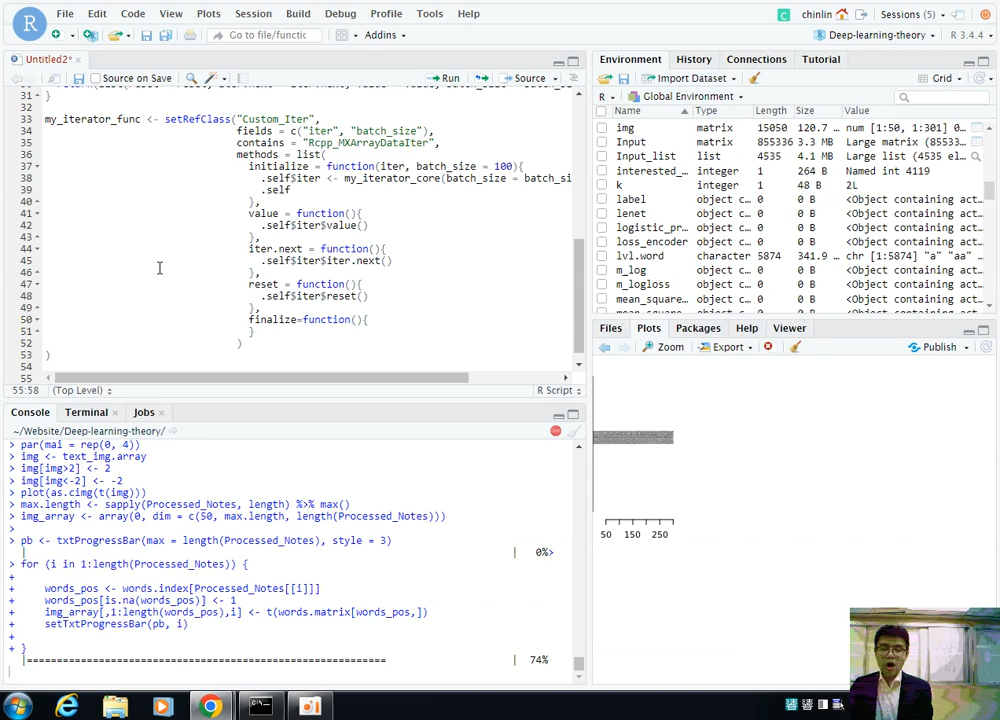 File Edit Code View Plots Session Build Debug Profile Tools Help
chinlin Sessions (5)
Go to file/functic Addins
Deep-learning-theory R 3.4.4
Untitled2*
Source on Save Run Source
31 }
32
33 my_iterator_func <- setRefClass("Custom_Iter",
34 fields = c("iter", "batch_size"),
35 contains = "Rcpp_MXArrayDataIter",
36 methods = list(
37 initialize = function(iter, batch_size = 100){
38 .self$iter <- my_iterator_core(batch_size = batch_si
39 .self
40 },
41 value = function(){
42 .self$iter$value()
43 },
44 iter.next = function(){
45 .self$iter$iter.next()
46 },
47 reset = function(){
48 .self$iter$reset()
49 },
50 finalize=function(){
51 }
52 )
53 )
54
55
55:58 (Top Level) R Script
Console Terminal Jobs
~/Website/Deep-learning-theory/
> par(mai = rep(0, 4))
> img <- text_img.array
> img[img>2] <- 2
> img[img<-2] <- -2
> plot(as.cimg(t(img)))
> max.length <- sapply(Processed_Notes, length) %>% max()
> img_array <- array(0, dim = c(50, max.length, length(Processed_Notes)))
>
> pb <- txtProgressBar(max = length(Processed_Notes), style = 3)
| | 0%>
> for (i in 1:length(Processed_Notes)) {
+
+ words_pos <- words.index[Processed_Notes[[i]]]
+ words_pos[is.na(words_pos)] <- 1
+ img_array[,1:length(words_pos),i] <- t(words.matrix[words_pos,])
+ setTxtProgressBar(pb, i)
+
+ }
|============================================================ | 74%
Environment History Connections Tutorial
Import Dataset Grid
R Global Environment
Name Type Length Size Value
img matrix 15050 120.7 … num [1:50, 1:301] 0…
Input matrix 855336 3.3 MB Large matrix (85533…
Input_list list 4535 4.1 MB Large list (4535 el…
interested_… integer 1 264 B Named int 4119
k integer 1 48 B 2L
label object c… 0 0 B <Object containing act…
lenet object c… 0 0 B <Object containing act…
logistic_pr… object c… 0 0 B <Object containing act…
loss_encoder object c… 0 0 B <Object containing act…
lvl.word character 5874 341.9 … chr [1:5874] "a" "aa" …
m_log object c… 0 0 B <Object containing act…
m_logloss object c… 0 0 B <Object containing act…
Files Plots Packages Help Viewer
Zoom Export Publish
50 150 250